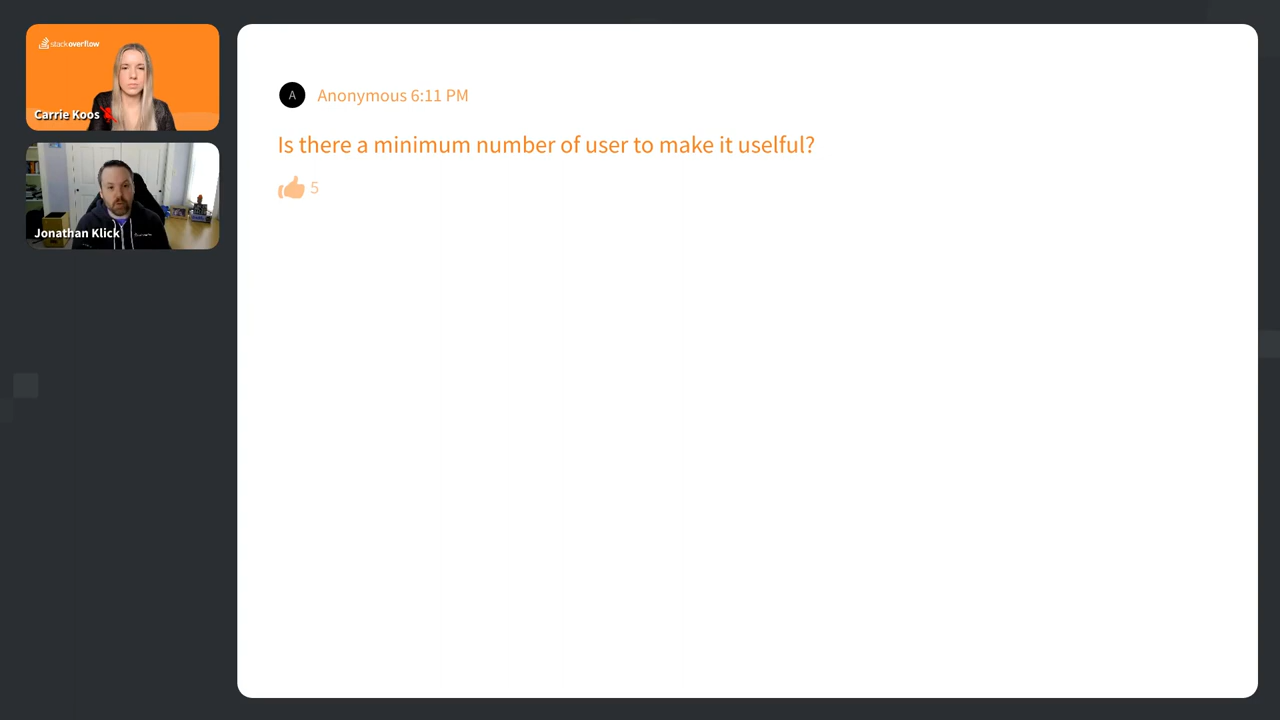 stackoverflow
Carrie Koos
Jonathan Klick
A Anonymous 6:11 PM
Is there a minimum number of user to make it uselful?
5